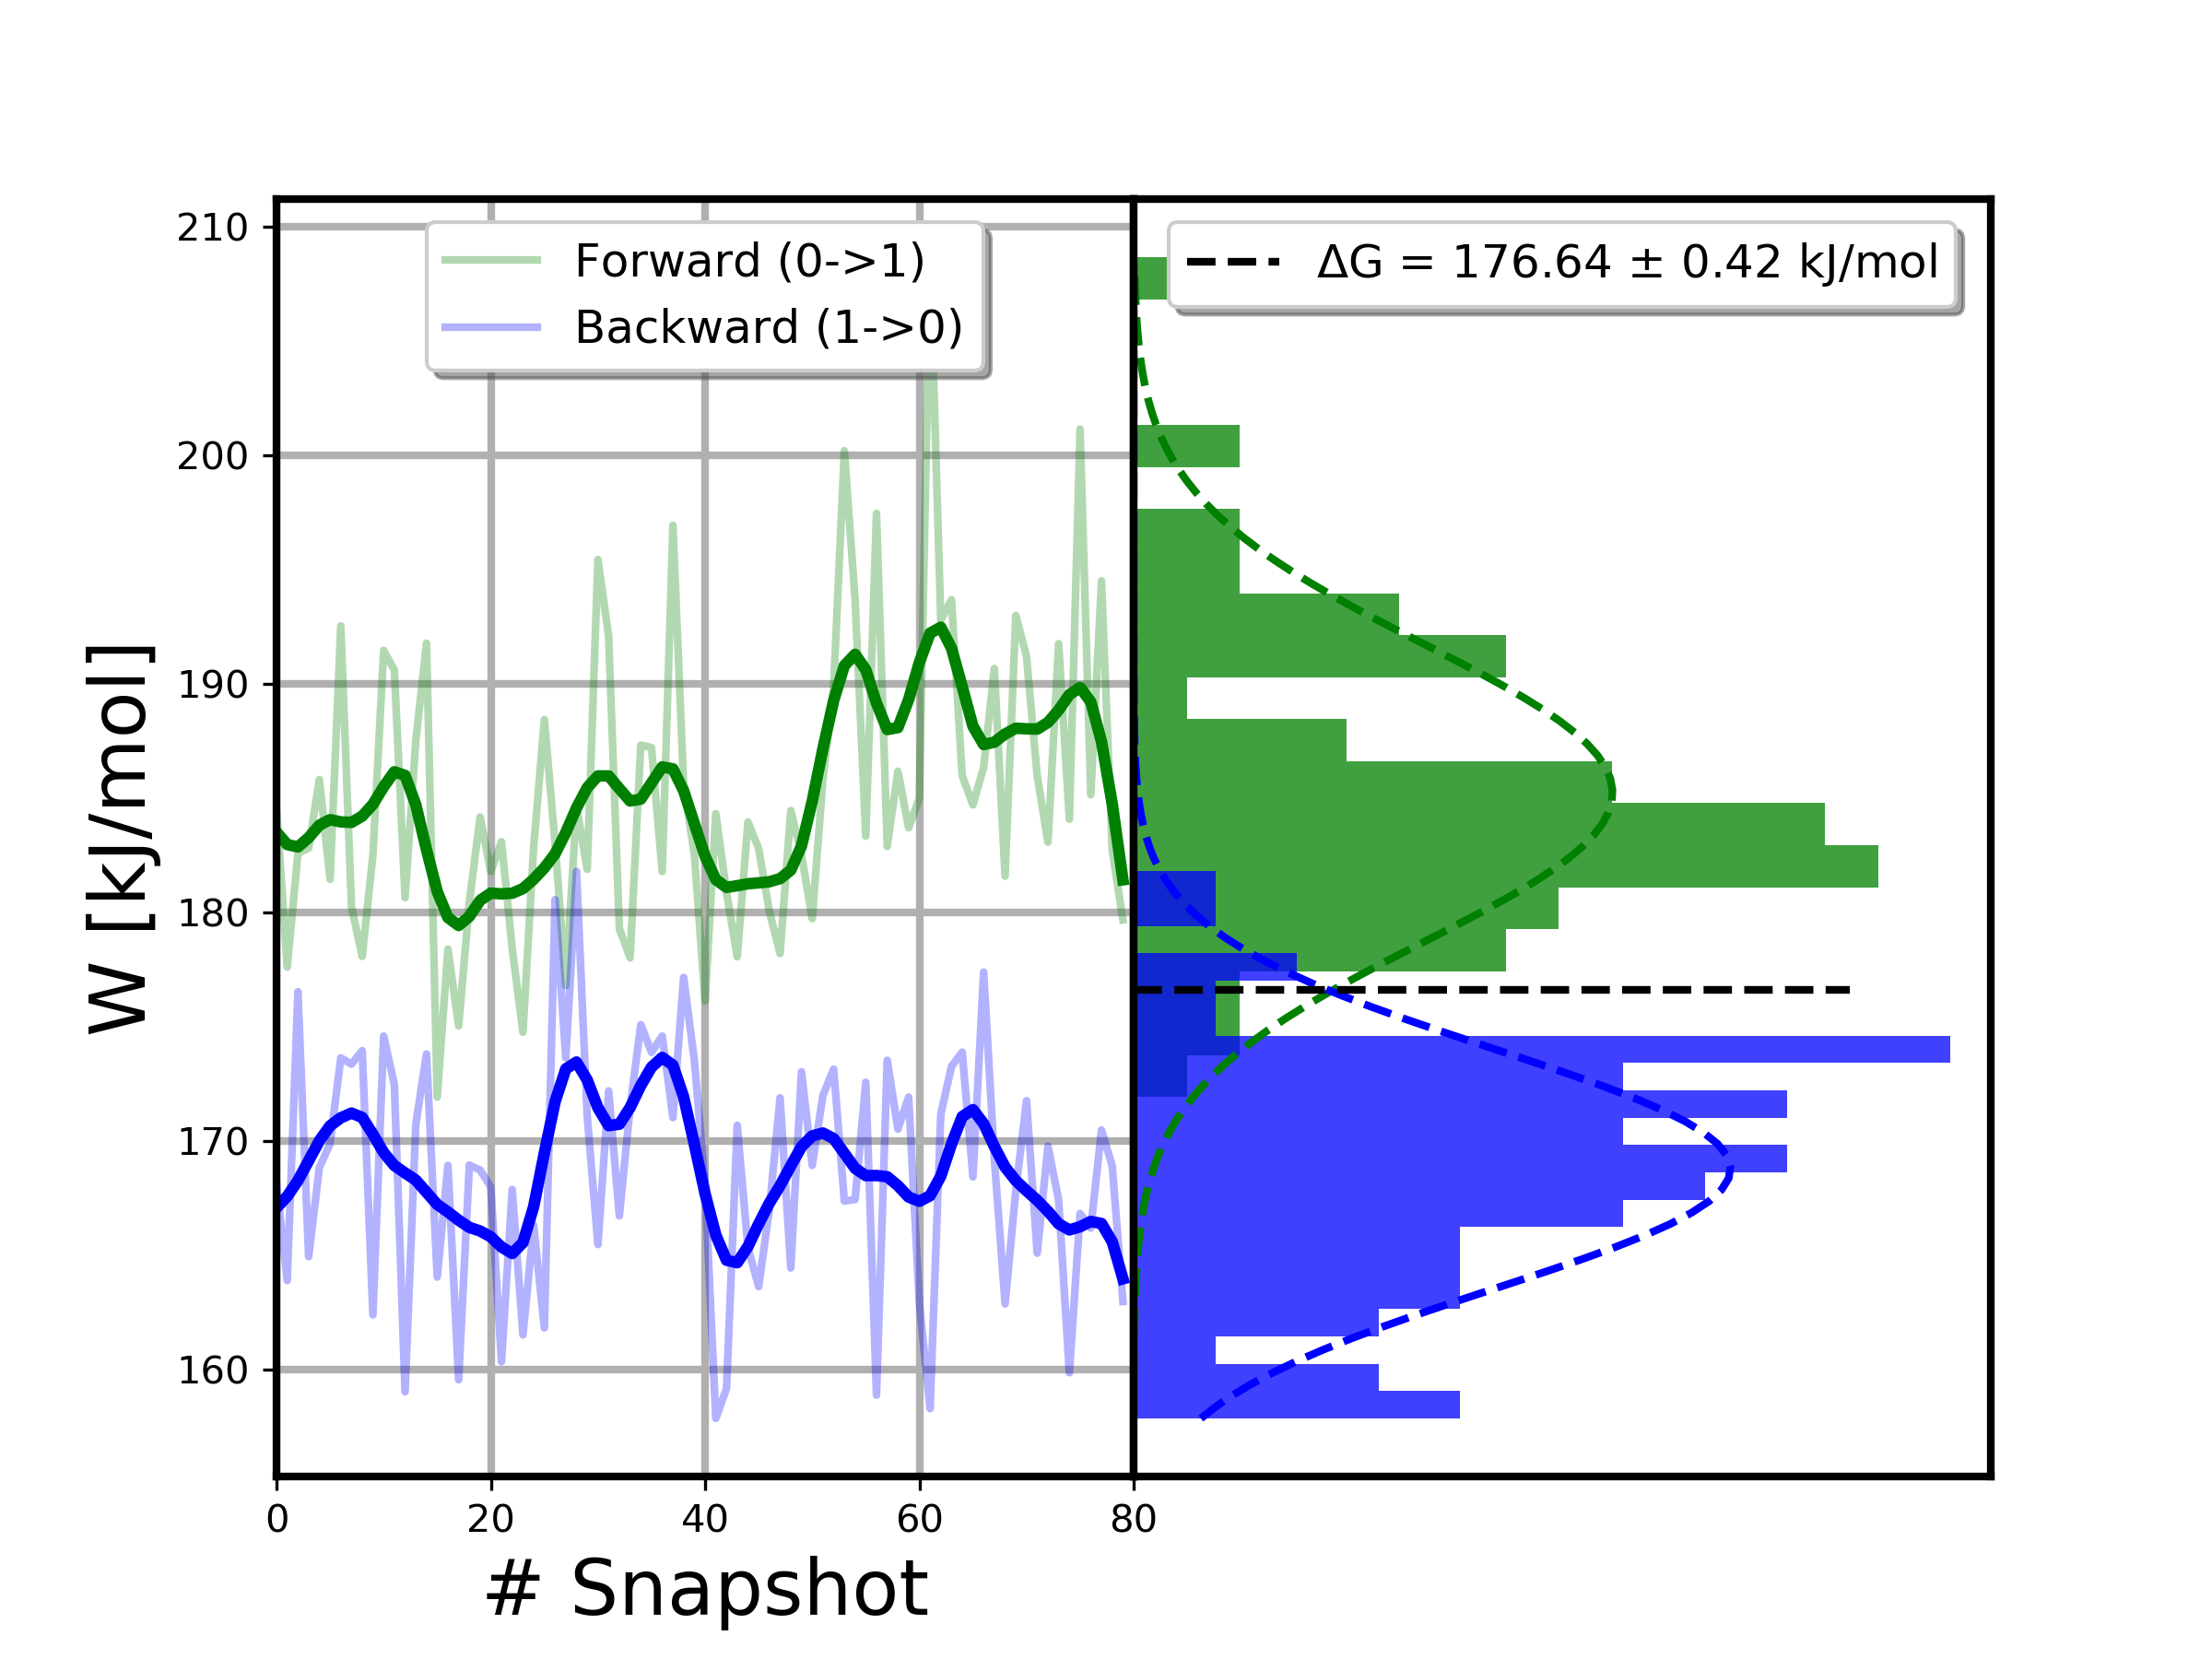 210
200
190
180
170
160
W [kJ/mol]
Forward (0->1)
Backward (1->0)
ΔG = 176.64 ± 0.42 kJ/mol
0 20 40 60 80
# Snapshot